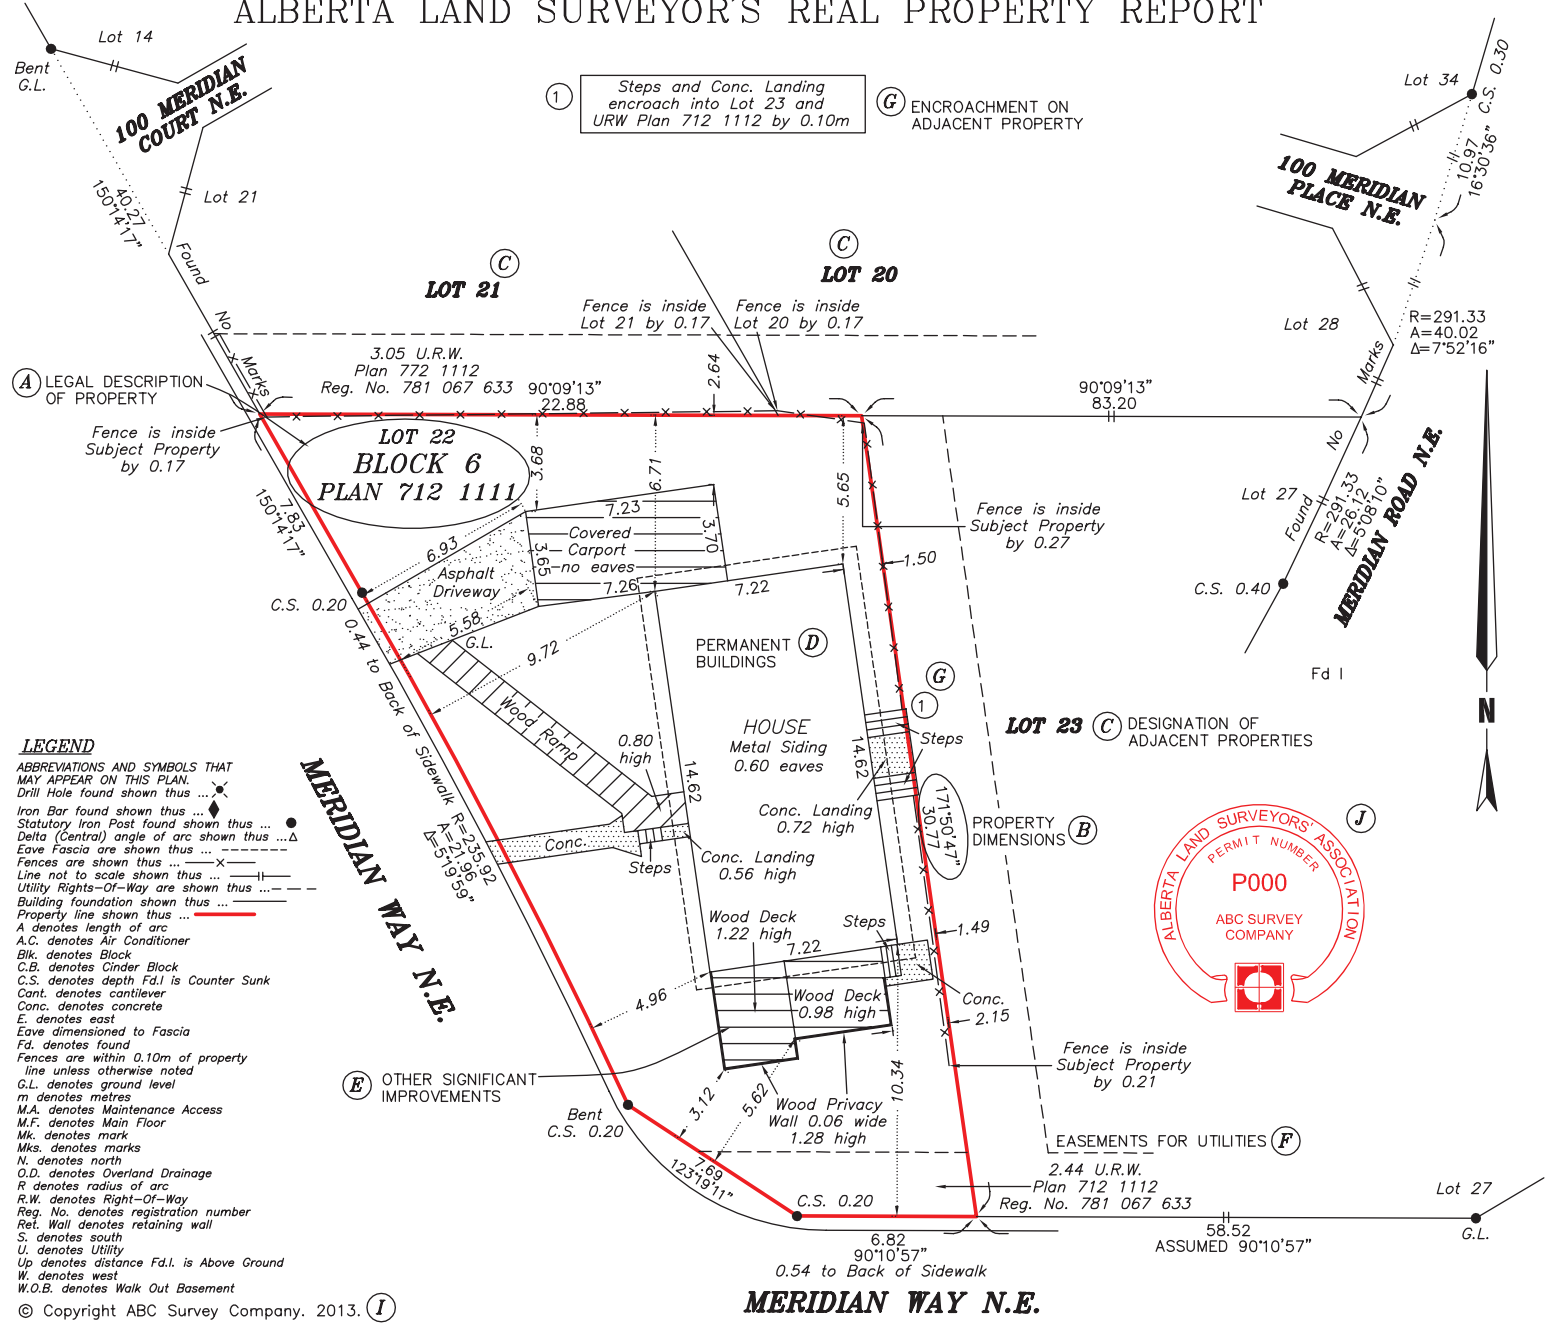 ALBERTA LAND SURVEYOR'S REAL PROPERTY REPORT
Lot 14
Bent
G.L.
100 MERIDIAN
COURT N.E.
1
Steps and Conc. Landing
encroach into Lot 23 and
URW Plan 712 1112 by 0.10m
G
ENCROACHMENT ON
ADJACENT PROPERTY
Lot 34
C.S. 0.30
10.97
16°30'36"
100 MERIDIAN
PLACE N.E.
40.27
150°14'17"
Lot 21
Found
No
Marks
C
LOT 21
C
LOT 20
Fence is inside
Lot 21 by 0.17
Fence is inside
Lot 20 by 0.17
Lot 28
R=291.33
A=40.02
Δ=7°52'16"
3.05 U.R.W.
Plan 772 1112
Reg. No. 781 067 633
2.64
90°09'13"
22.88
90°09'13"
83.20
Marks
No
Found
A
LEGAL DESCRIPTION
OF PROPERTY
Fence is inside
Subject Property
by 0.17
LOT 22
BLOCK 6
PLAN 712 1111
3.68
6.71
5.65
7.83
150°14'17"
Lot 27
R=291.33
A=26.12
Δ=5°08'10"
MERIDIAN ROAD N.E.
Fence is inside
Subject Property
by 0.27
7.23
3.70
Covered
Carport
no eaves
3.65
7.26
6.93
Asphalt
Driveway
5.58
G.L.
1.50
7.22
C.S. 0.20
C.S. 0.40
0.44 to Back of Sidewalk
9.72
PERMANENT
BUILDINGS
D
Fd I
G
1
Wood Ramp
0.80
high
HOUSE
Metal Siding
0.60 eaves
14.62
14.62
Steps
LOT 23
C
DESIGNATION OF
ADJACENT PROPERTIES
N
Conc. Landing
0.72 high
171°50'47"
30.77
PROPERTY
DIMENSIONS
B
MERIDIAN WAY N.E.
R=235.92
A=21.96
Δ=5°19'59"
Conc.
Steps
Conc. Landing
0.56 high
J
ALBERTA LAND SURVEYORS' ASSOCIATION
PERMIT NUMBER
P000
ABC SURVEY
COMPANY
Wood Deck
1.22 high
Steps
7.22
1.49
Wood Deck
0.98 high
Conc.
4.96
2.15
Fence is inside
Subject Property
by 0.21
E
OTHER SIGNIFICANT
IMPROVEMENTS
Bent
C.S. 0.20
3.12
5.62
10.34
Wood Privacy
Wall 0.06 wide
1.28 high
EASEMENTS FOR UTILITIES
F
2.44 U.R.W.
Plan 712 1112
Reg. No. 781 067 633
7.69
123°19'11"
C.S. 0.20
Lot 27
G.L.
58.52
ASSUMED 90°10'57"
6.82
90°10'57"
0.54 to Back of Sidewalk
MERIDIAN WAY N.E.
LEGEND
ABBREVIATIONS AND SYMBOLS THAT
MAY APPEAR ON THIS PLAN.
Drill Hole found shown thus ...
Iron Bar found shown thus ...
Statutory Iron Post found shown thus ...
Delta (Central) angle of arc shown thus ...Δ
Eave Fascia are shown thus ...
Fences are shown thus ...
Line not to scale shown thus ...
Utility Rights-Of-Way are shown thus ...
Building foundation shown thus ...
Property line shown thus ...
A denotes length of arc
A.C. denotes Air Conditioner
Blk. denotes Block
C.B. denotes Cinder Block
C.S. denotes depth Fd.I is Counter Sunk
Cant. denotes cantilever
Conc. denotes concrete
E. denotes east
Eave dimensioned to Fascia
Fd. denotes found
Fences are within 0.10m of property
line unless otherwise noted
G.L. denotes ground level
m denotes metres
M.A. denotes Maintenance Access
M.F. denotes Main Floor
Mk. denotes mark
Mks. denotes marks
N. denotes north
O.D. denotes Overland Drainage
R denotes radius of arc
R.W. denotes Right-Of-Way
Reg. No. denotes registration number
Ret. Wall denotes retaining wall
S. denotes south
U. denotes Utility
Up denotes distance Fd.I. is Above Ground
W. denotes west
W.O.B. denotes Walk Out Basement
© Copyright ABC Survey Company. 2013.
I